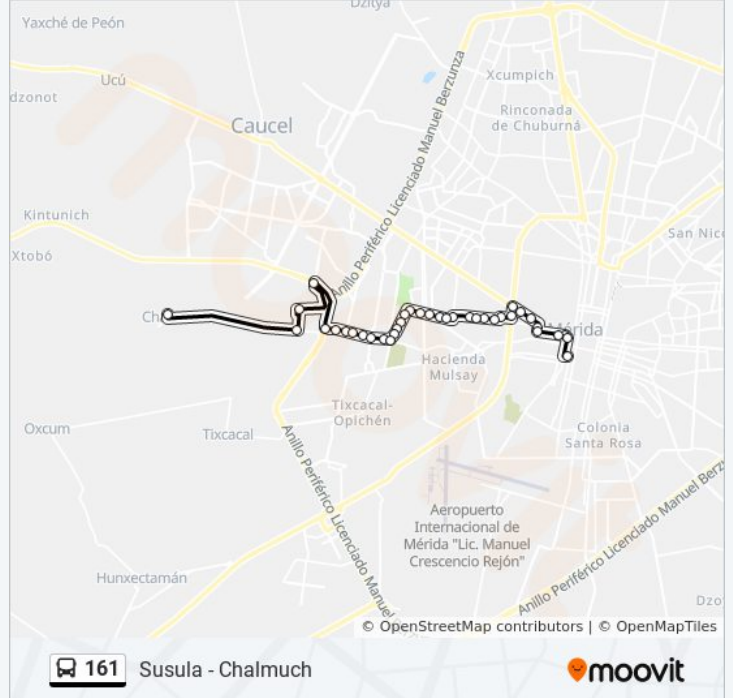 Dzitya
Yaxché de Peón
Ucú
dzonot
Caucel
Xcumpich
Rinconada
de Chuburná
Anillo Periférico Licenciado Manuel Berzunza
Kintunich
Xtobó
San Nic
Ch
Mérida
Hacienda
Mulsay
Tixcacal-
Opichén
Oxcum
Tixcacal
Colonia
Santa Rosa
Anillo Periférico Licenciado Manuel
Aeropuerto
Internacional de
Mérida "Lic. Manuel
Crescencio Rejón"
Anillo Periférico Licenciado Manuel Berzu
Hunxectamán
Dzo
© OpenStreetMap contributors | © OpenMapTiles
161 Susula - Chalmuch
moovit